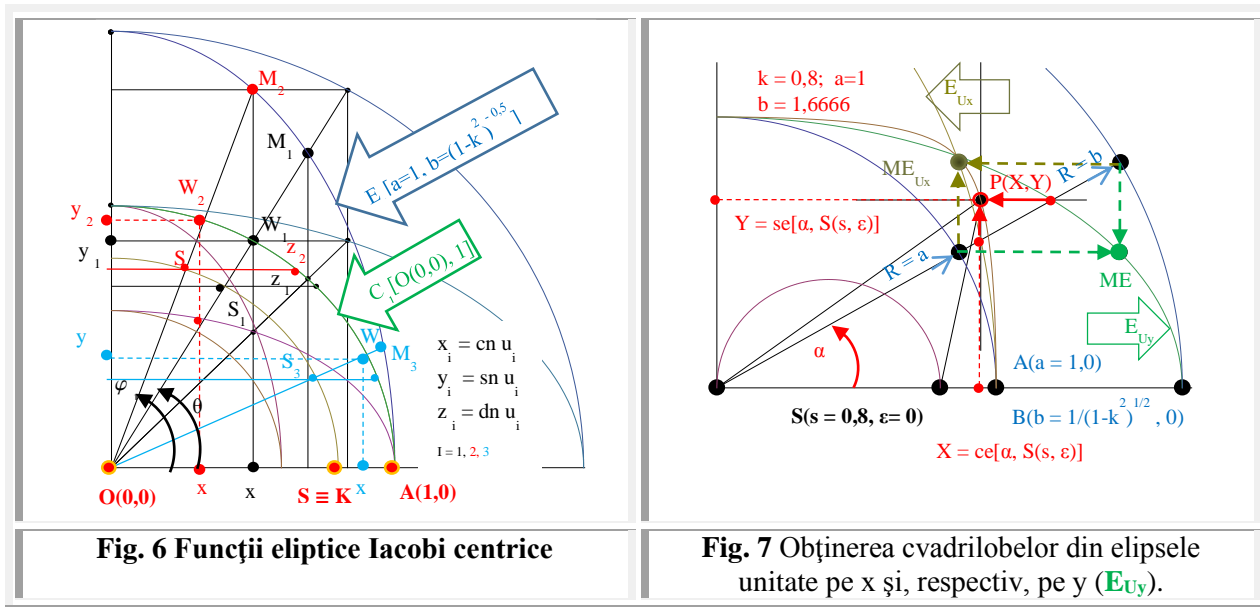 M2
M1
E [a=1, b=(1-k^2)^-0,5]
W2
y2
W1
y1
S
z2
z1
C1[O(0,0), 1]
S1
y
S3
W
M3
φ
θ
xi = cn ui
yi = sn ui
zi = dn ui
I = 1, 2, 3
x
x
x
O(0,0)
S ≡ K
A(1,0)
Fig. 6 Funcţii eliptice Iacobi centrice
k = 0,8; a=1
b = 1,6666
EUx
MEUx
R = b
P(X,Y)
Y = se[α, S(s, ε)]
R = a
ME
EUy
α
A(a = 1,0)
S(s = 0,8, ε= 0)
B(b = 1/(1-k^2)^1/2, 0)
X = ce[α, S(s, ε)]
Fig. 7 Obţinerea cvadrilobelor din elipsele
unitate pe x şi, respectiv, pe y (EUy).